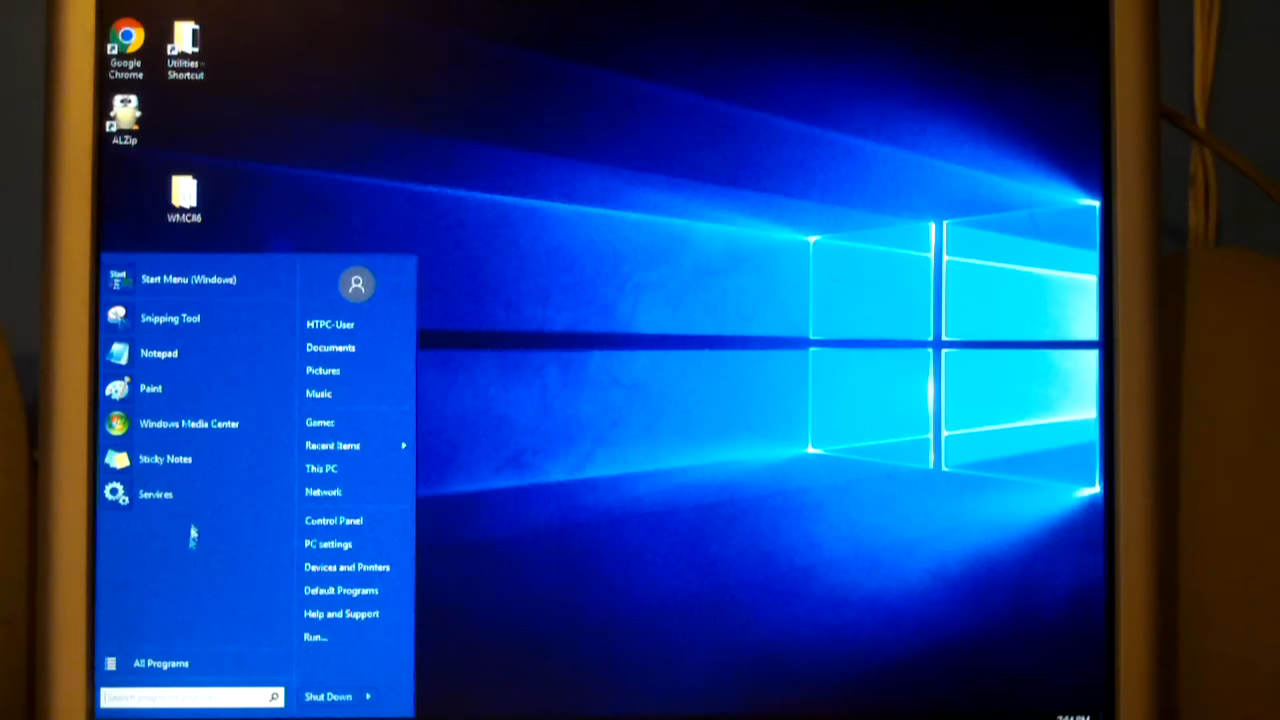 Google
Chrome
Utilities -
Shortcut
ALZip
WMC86
Start
Start Menu (Windows)
Snipping Tool
Notepad
Paint
Windows Media Center
Sticky Notes
Services
All Programs
HTPC-User
Documents
Pictures
Music
Games
Recent Items
This PC
Network
Control Panel
PC settings
Devices and Printers
Default Programs
Help and Support
Run...
Shut Down